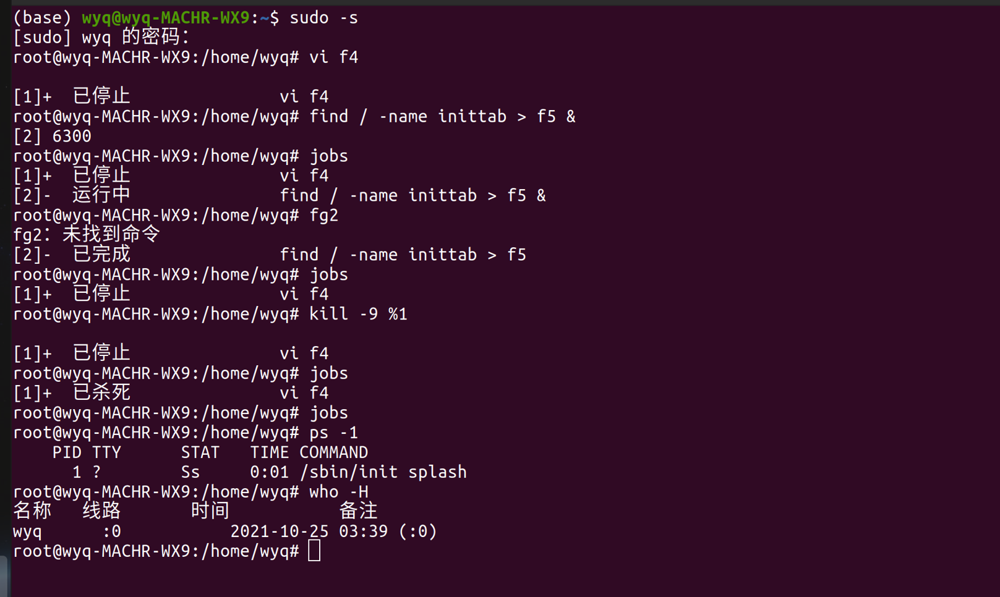 (base) wyq@wyq-MACHR-WX9:~$ sudo -s
[sudo] wyq 的密码：
root@wyq-MACHR-WX9:/home/wyq# vi f4
[1]+  已停止               vi f4
root@wyq-MACHR-WX9:/home/wyq# find / -name inittab > f5 &
[2] 6300
root@wyq-MACHR-WX9:/home/wyq# jobs
[1]+  已停止               vi f4
[2]-  运行中               find / -name inittab > f5 &
root@wyq-MACHR-WX9:/home/wyq# fg2
fg2：未找到命令
[2]-  已完成               find / -name inittab > f5
root@wyq-MACHR-WX9:/home/wyq# jobs
[1]+  已停止               vi f4
root@wyq-MACHR-WX9:/home/wyq# kill -9 %1
[1]+  已停止               vi f4
root@wyq-MACHR-WX9:/home/wyq# jobs
[1]+  已杀死               vi f4
root@wyq-MACHR-WX9:/home/wyq# jobs
root@wyq-MACHR-WX9:/home/wyq# ps -1
    PID TTY      STAT   TIME COMMAND
      1 ?        Ss     0:01 /sbin/init splash
root@wyq-MACHR-WX9:/home/wyq# who -H
名称   线路       时间           备注
wyq      :0           2021-10-25 03:39 (:0)
root@wyq-MACHR-WX9:/home/wyq#